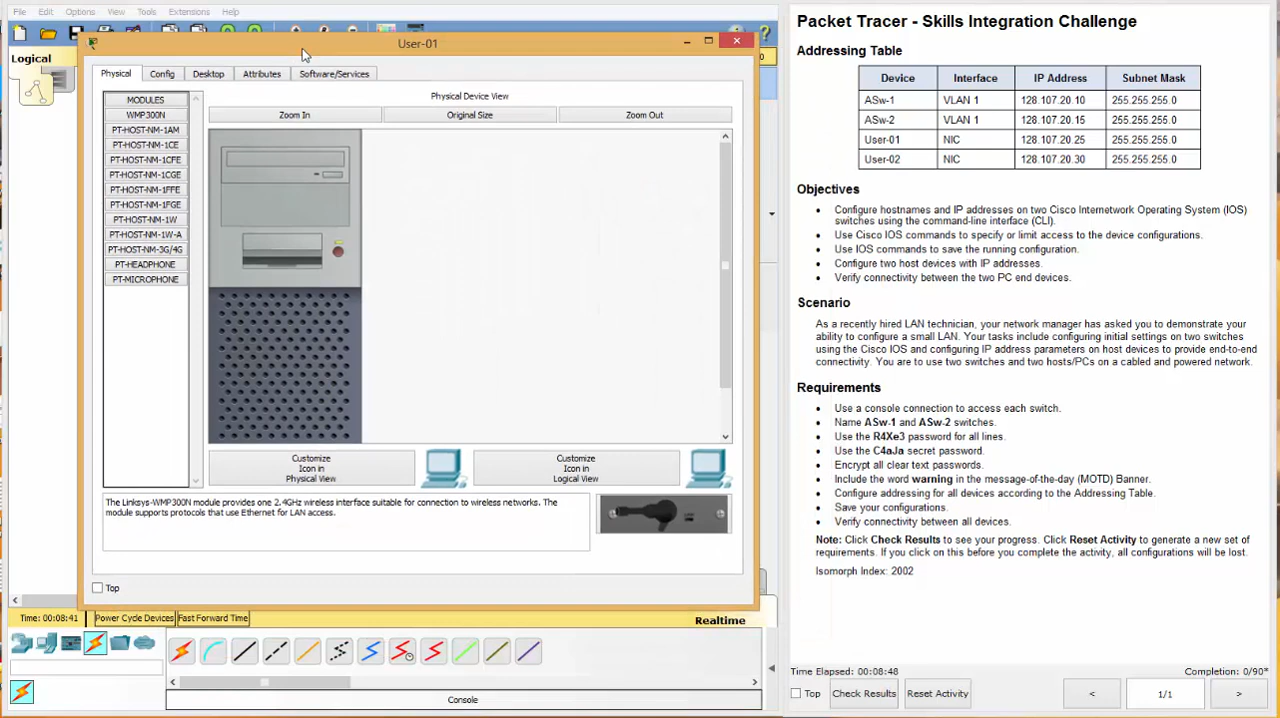 File Edit Options View Tools Extensions Help
User-01
Logical
Physical Config Desktop Attributes Software/Services
MODULES
WMP300N
PT-HOST-NM-1AM
PT-HOST-NM-1CE
PT-HOST-NM-1CFE
PT-HOST-NM-1CGE
PT-HOST-NM-1FFE
PT-HOST-NM-1FGE
PT-HOST-NM-1W
PT-HOST-NM-1W-A
PT-HOST-NM-3G/4G
PT-HEADPHONE
PT-MICROPHONE
Physical Device View
Zoom In Original Size Zoom Out
Customize
Icon in
Physical View
Customize
Icon in
Logical View
The Linksys-WMP300N module provides one 2.4GHz wireless interface suitable for connection to wireless networks. The
module supports protocols that use Ethernet for LAN access.
Top
Time: 00:08:41 Power Cycle Devices Fast Forward Time Realtime
Console
Packet Tracer - Skills Integration Challenge
Addressing Table
Device Interface IP Address Subnet Mask
ASw-1 VLAN 1 128.107.20.10 255.255.255.0
ASw-2 VLAN 1 128.107.20.15 255.255.255.0
User-01 NIC 128.107.20.25 255.255.255.0
User-02 NIC 128.107.20.30 255.255.255.0
Objectives
• Configure hostnames and IP addresses on two Cisco Internetwork Operating System (IOS)
switches using the command-line interface (CLI).
• Use Cisco IOS commands to specify or limit access to the device configurations.
• Use IOS commands to save the running configuration.
• Configure two host devices with IP addresses.
• Verify connectivity between the two PC end devices.
Scenario
As a recently hired LAN technician, your network manager has asked you to demonstrate your
ability to configure a small LAN. Your tasks include configuring initial settings on two switches
using the Cisco IOS and configuring IP address parameters on host devices to provide end-to-end
connectivity. You are to use two switches and two hosts/PCs on a cabled and powered network.
Requirements
• Use a console connection to access each switch.
• Name ASw-1 and ASw-2 switches.
• Use the R4Xe3 password for all lines.
• Use the C4aJa secret password.
• Encrypt all clear text passwords.
• Include the word warning in the message-of-the-day (MOTD) Banner.
• Configure addressing for all devices according to the Addressing Table.
• Save your configurations.
• Verify connectivity between all devices.
Note: Click Check Results to see your progress. Click Reset Activity to generate a new set of
requirements. If you click on this before you complete the activity, all configurations will be lost.
Isomorph Index: 2002
Time Elapsed: 00:08:48 Completion: 0/90*
Top Check Results Reset Activity < 1/1 >